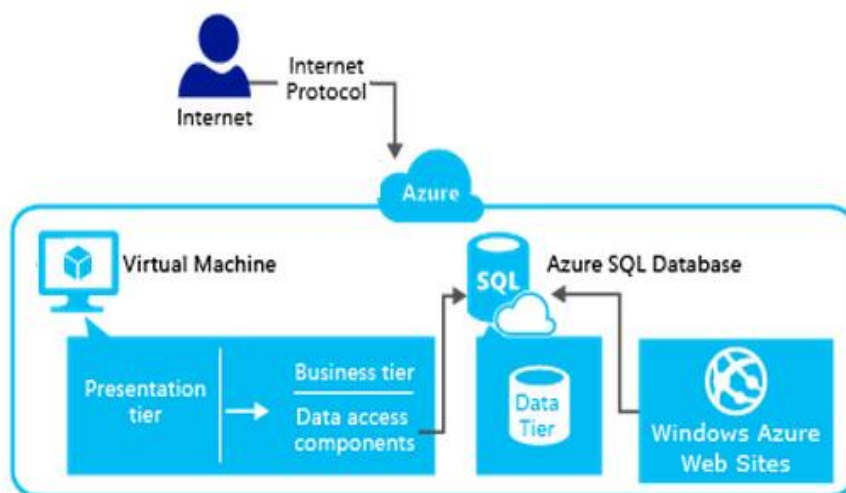 Internet
Protocol
Internet
Azure
Virtual Machine
SQL
Azure SQL Database
Presentation
tier
Business tier
Data access
components
Data
Tier
Windows Azure
Web Sites